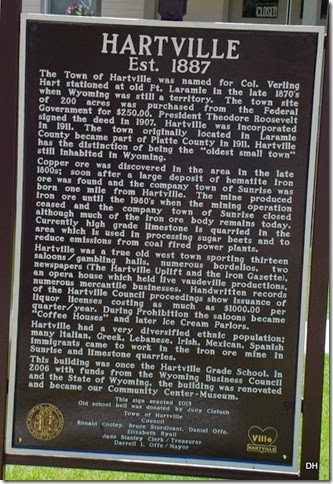 CLOSED
HARTVILLE
Est. 1887
The Town of Hartville was named for Col. Verling
Hart stationed at old Ft. Laramie in the late 1870's
when Wyoming was still a territory. The town site
of 200 acres was purchased from the Federal
Government for $250.00. President Theodore Roosevelt
signed the deed in 1907. Hartville was incorporated
in 1911. The town originally located in Laramie
County became part of Platte County in 1911. Hartville
has the distinction of being the "oldest small town"
still inhabited in Wyoming.
Copper ore was discovered in the area in the late
1600s; soon after a large deposit of hematite iron
ore was found and the company town of Sunrise was
born one mile from Hartville. The mine produced
iron ore until the 1980's when the mining operation
ceased and the company town of Sunrise closed
although much of the iron ore body remains today.
Currently high grade limestone is quarried in the
area which is used in processing sugar beets and to
reduce emissions from coal fired power plants.
Hartville was a true old west town sporting thirteen
saloons/gambling halls, numerous bordellos, two
newspapers (The Hartville Uplift and the Iron Gazette),
an opera house which held live vaudeville productions,
numerous mercantile businesses. Handwritten records
of the Hartville Council proceedings show issuance of
liquor licenses costing as much as $1000.00 per
quarter/year. During Prohibition the saloons became
"Coffee Houses" and later Ice Cream Parlors.
Hartville had a very diversified ethnic population;
many Italian, Greek, Lebanese, Irish, Mexican, Spanish
immigrants came to work in the iron ore mine in
Sunrise and limestone quarries.
This building was once the Hartville Grade School. In
2006 with funds from the Wyoming Business Council
and the State of Wyoming, the building was renovated
and became our Community Center-Museum.
This sign erected 2013
Old school bell was donated by Judy Cieloch
Town of Hartville
Council
Ronald Cooley, Bruce Sturdivant, Daniel Offe,
Elizabeth Ryall
Jade Stanley Clerk / Treasurer
Darrell L. Offe / Mayor
Ville
HARTVILLE
DH